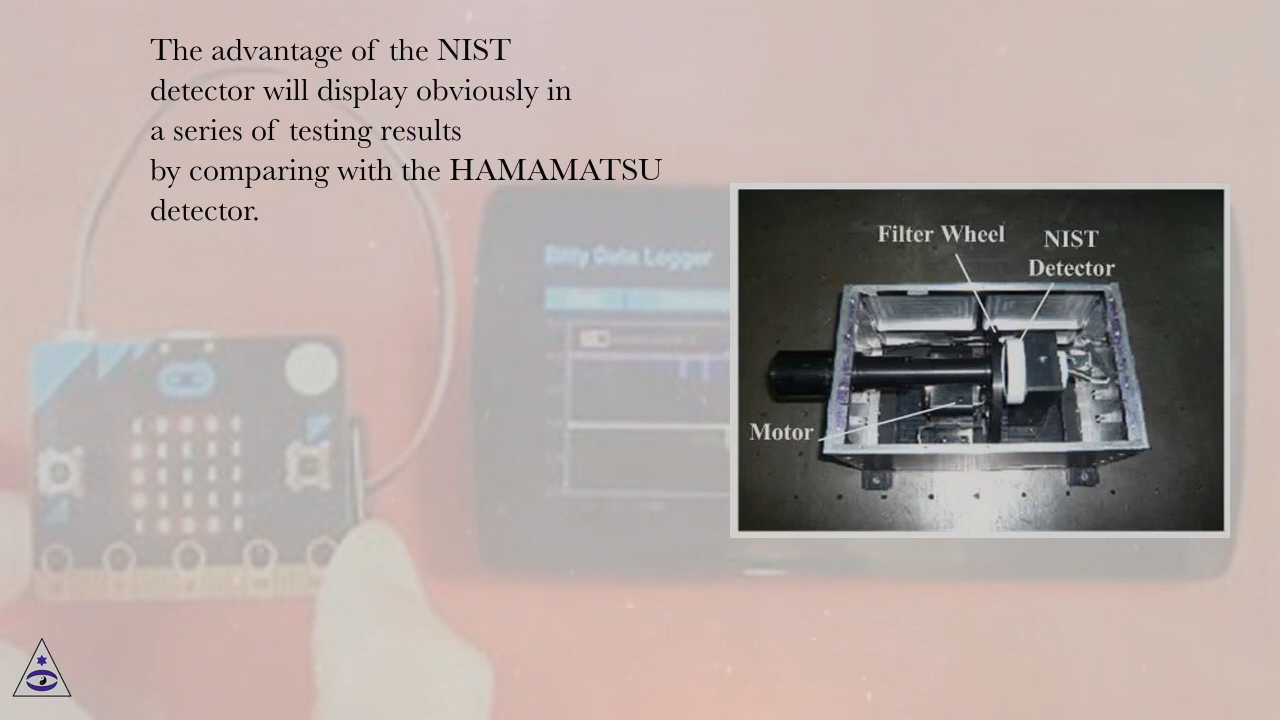 The advantage of the NIST
detector will display obviously in
a series of testing results
by comparing with the HAMAMATSU
detector.
Bitty Data Logger
Filter Wheel
NIST
Detector
Motor